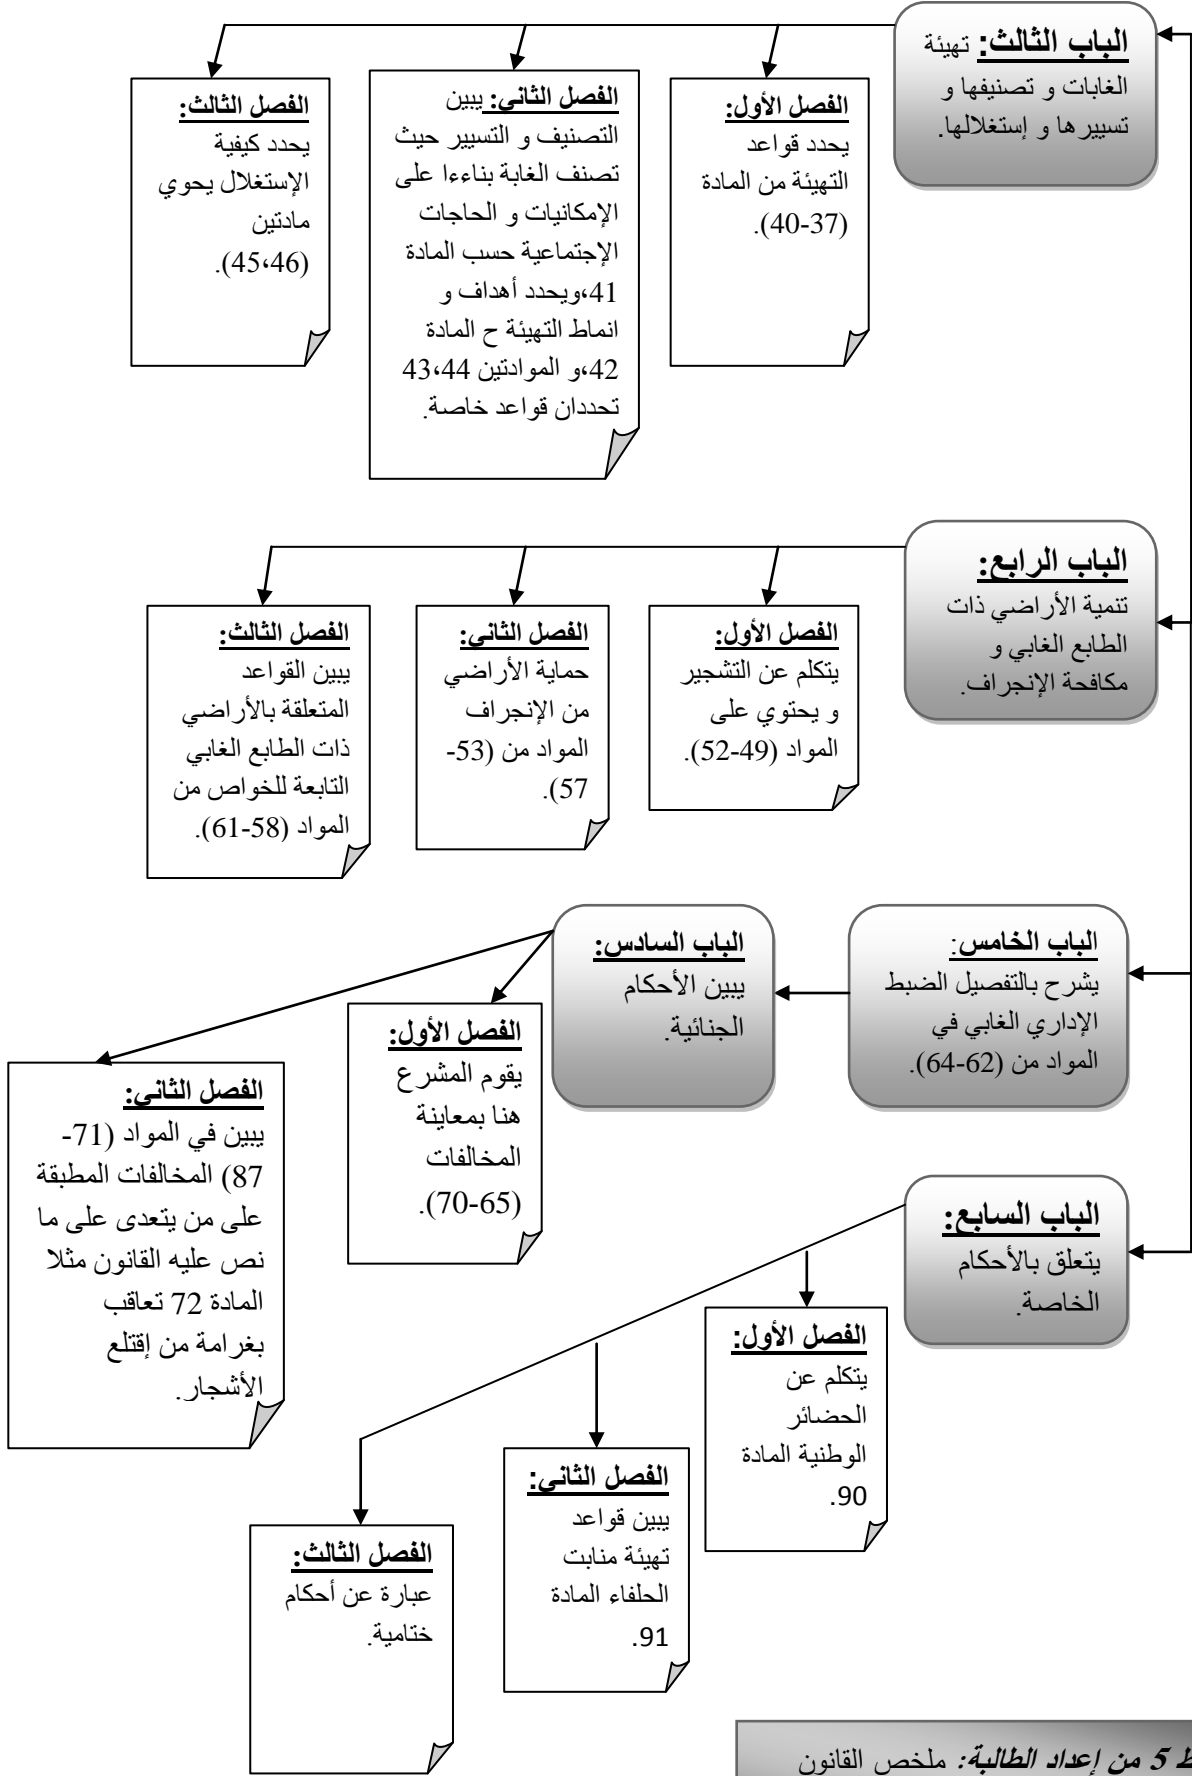 الباب الثالث: تهيئة
الغابات و تصنيفها و
تسييرها و إستغلالها.
الفصل الأول:
يحدد قواعد
التهيئة من المادة
(37-40).
الفصل الثاني: يبين
التصنيف و التسيير حيث
تصنف الغابة بناءا على
الإمكانيات و الحاجات
الإجتماعية حسب المادة
41،ويحدد أهداف و
انماط التهيئة ح المادة
42،و الموادتين 43،44
تحددان قواعد خاصة.
الفصل الثالث:
يحدد كيفية
الإستغلال يحوي
مادتين
(45،46).
الباب الرابع:
تنمية الأراضي ذات
الطابع الغابي و
مكافحة الإنجراف.
الفصل الأول:
يتكلم عن التشجير
و يحتوي على
المواد (49-52).
الفصل الثاني:
حماية الأراضي
من الإنجراف
المواد من (53-
57).
الفصل الثالث:
يبين القواعد
المتعلقة بالأراضي
ذات الطابع الغابي
التابعة للخواص من
المواد (58-61).
الباب الخامس:
يشرح بالتفصيل الضبط
الإداري الغابي في
المواد من (62-64).
الباب السادس:
يبين الأحكام
الجنائية.
الفصل الأول:
يقوم المشرع
هنا بمعاينة
المخالفات
(65-70).
الفصل الثاني:
يبين في المواد (71-
87) المخالفات المطبقة
على من يتعدى على ما
نص عليه القانون مثلا
المادة 72 تعاقب
بغرامة من إقتلع
الأشجار.
الباب السابع:
يتعلق بالأحكام
الخاصة.
الفصل الأول:
يتكلم عن
الحضائر
الوطنية المادة
90.
الفصل الثاني:
يبين قواعد
تهيئة منابت
الحلفاء المادة
91.
الفصل الثالث:
عبارة عن أحكام
ختامية.
5 من إعداد الطالبة: ملخص القانون